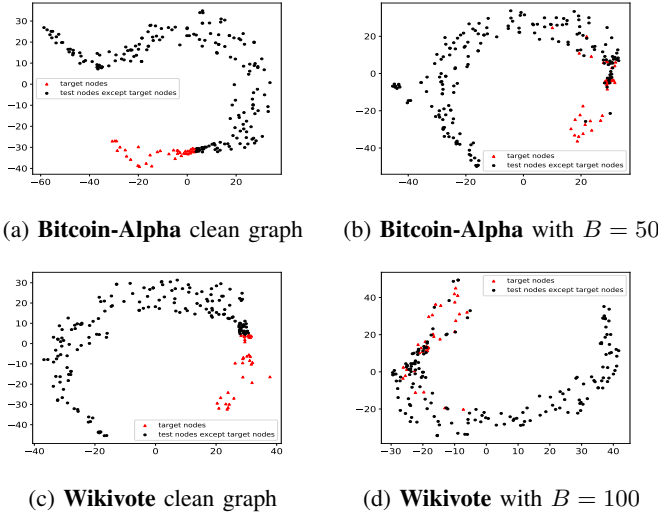 30
20
10
0
−10
−20
−30
−40
−60 −40 −20 0 20
target nodes
test nodes except target nodes
(a) Bitcoin-Alpha clean graph
20
0
−20
−40
−40 −20 0 20
target nodes
test nodes except target nodes
(b) Bitcoin-Alpha with B = 50
30
20
10
0
−10
−20
−30
−40
−40 −20 0 20 40
target nodes
test nodes except target nodes
(c) Wikivote clean graph
40
20
0
−20
−30 −20 −10 0 10 20 30 40
target nodes
test nodes except target nodes
(d) Wikivote with B = 100